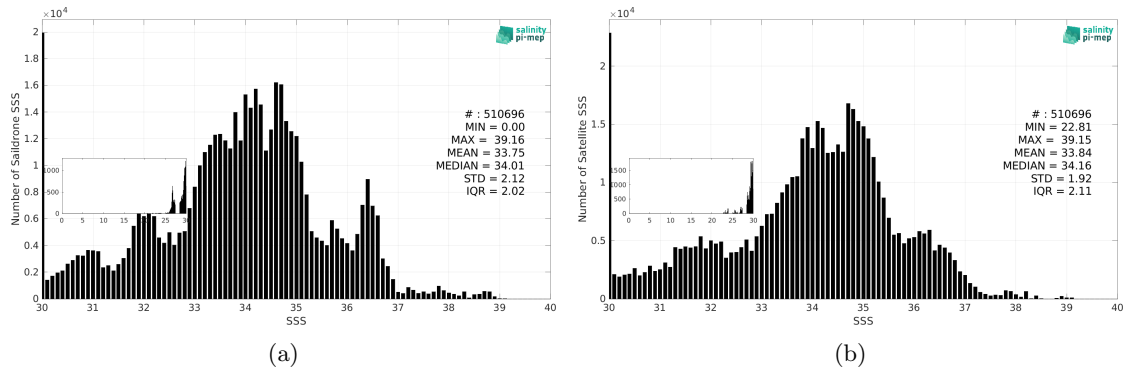 ×10⁴
2
1.8
1.6
1.4
1.2
1
0.8
0.6
0.4
0.2
0
Number of Saildrone SSS
salinity
pi-mep
# : 510696
MIN = 0.00
MAX = 39.16
MEAN = 33.75
MEDIAN = 34.01
STD = 2.12
IQR = 2.02
1000
500
0
0 5 10 15 20 25 30
30 31 32 33 34 35 36 37 38 39 40
SSS
(a)
×10⁴
2
1.5
1
0.5
0
Number of Satellite SSS
salinity
pi-mep
# : 510696
MIN = 22.81
MAX = 39.15
MEAN = 33.84
MEDIAN = 34.16
STD = 1.92
IQR = 2.11
1500
1000
500
0
0 5 10 15 20 25 30
30 31 32 33 34 35 36 37 38 39 40
SSS
(b)